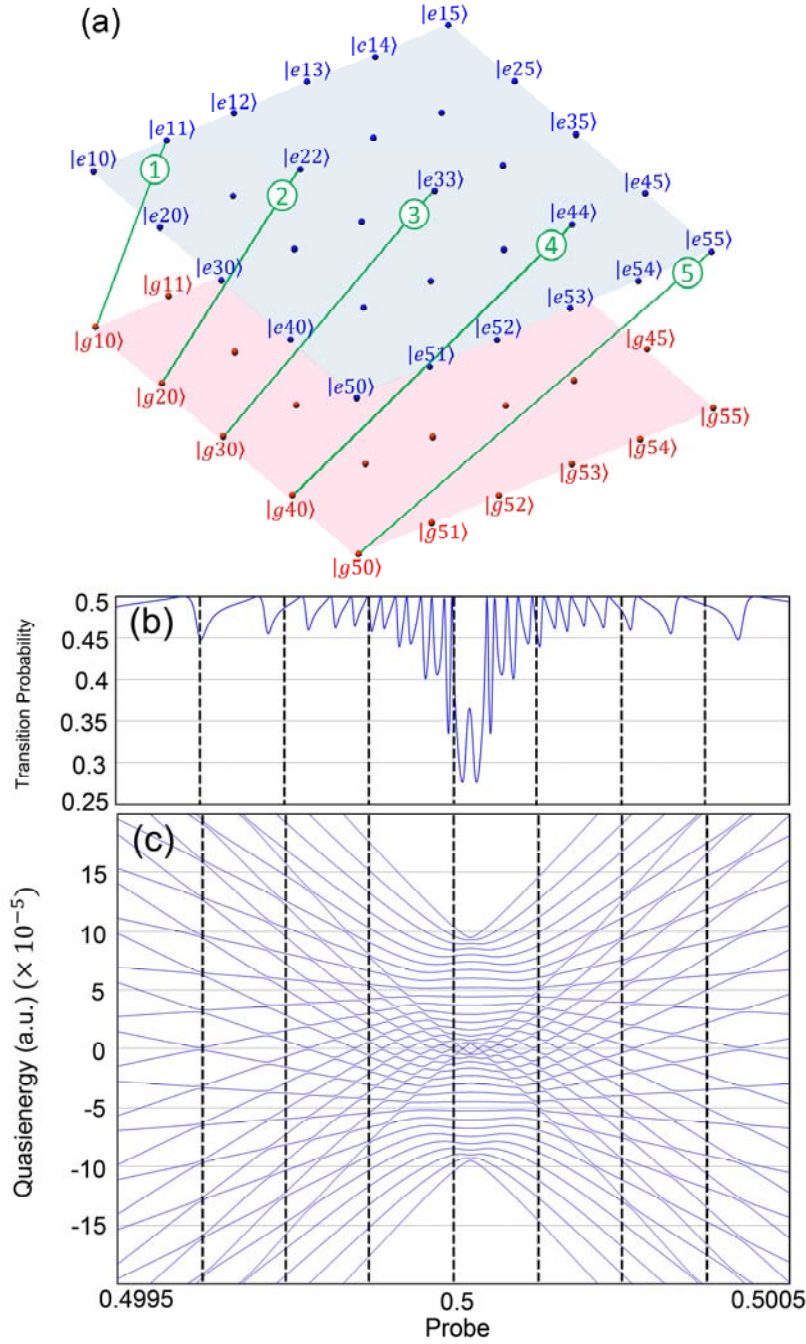 (a)
|e15⟩
|c14⟩
|e13⟩
|e25⟩
|e12⟩
|e11⟩
|e35⟩
|e10⟩
①
|e22⟩
②
|e33⟩
③
|e45⟩
|e20⟩
|e44⟩
④
|e55⟩
⑤
|g11⟩
|e30⟩
|e54⟩
|e53⟩
|g10⟩
|e40⟩
|e52⟩
|g45⟩
|e51⟩
|e50⟩
|g20⟩
|g55⟩
|g30⟩
|g54⟩
|g53⟩
|g40⟩
|g52⟩
|g51⟩
|g50⟩
(b)
Transition Probability
0.5
0.45
0.4
0.35
0.3
0.25
(c)
Quasienergy (a.u.) (× 10⁻⁵)
15
10
5
0
-5
-10
-15
0.4995 0.5 0.5005
Probe